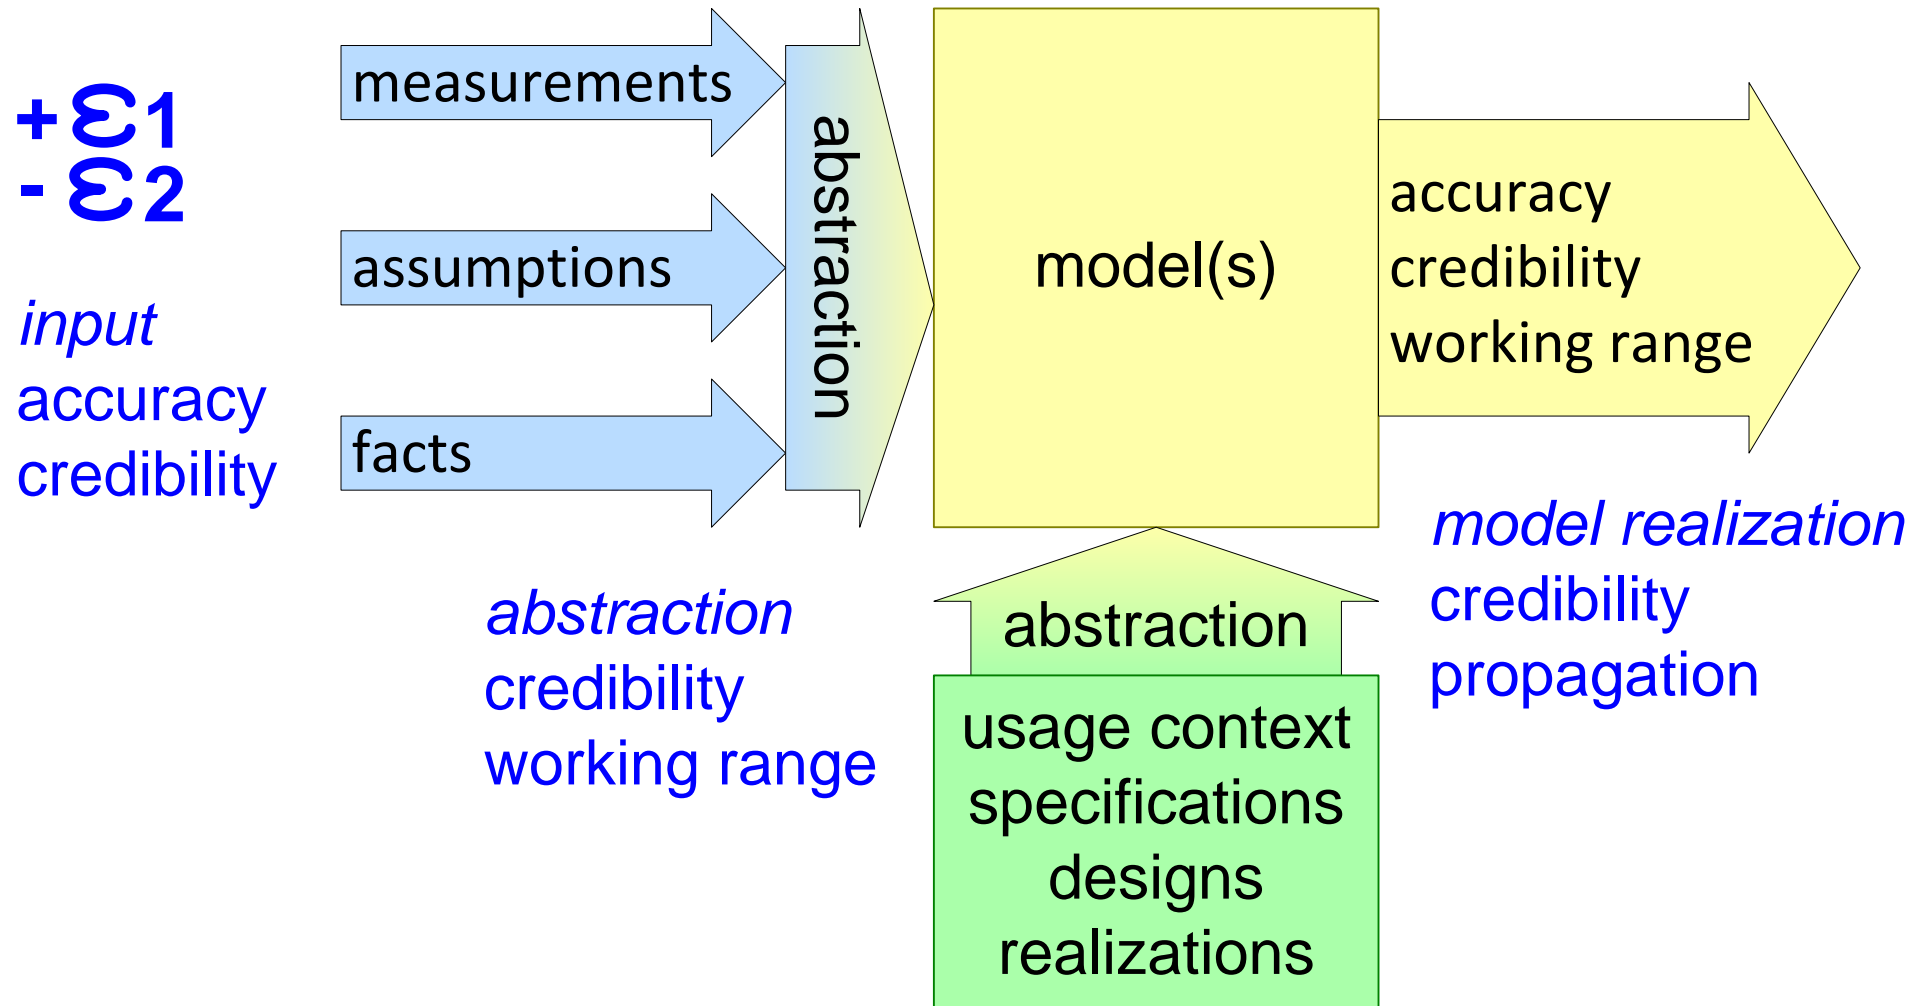 +ε1
- ε2
input
accuracy
credibility
measurements
assumptions
facts
abstraction
model(s)
accuracy
credibility
working range
abstraction
credibility
working range
abstraction
usage context
specifications
designs
realizations
model realization
credibility
propagation